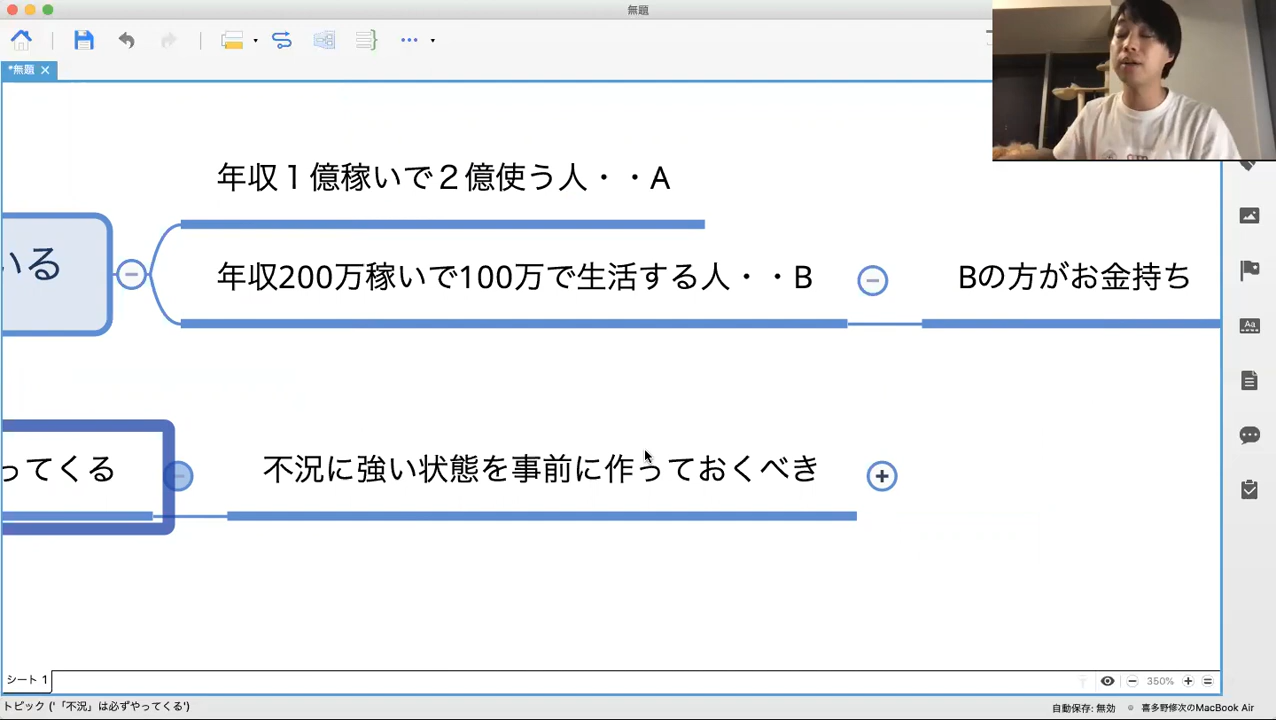 無題
*無題
年収１億稼いで２億使う人・・A
いる
年収200万稼いで100万で生活する人・・B
Bの方がお金持ち
Aa
ってくる
不況に強い状態を事前に作っておくべき
シート 1
350%
トピック ('「不況」は必ずやってくる')
自動保存: 無効
喜多野修次のMacBook Air